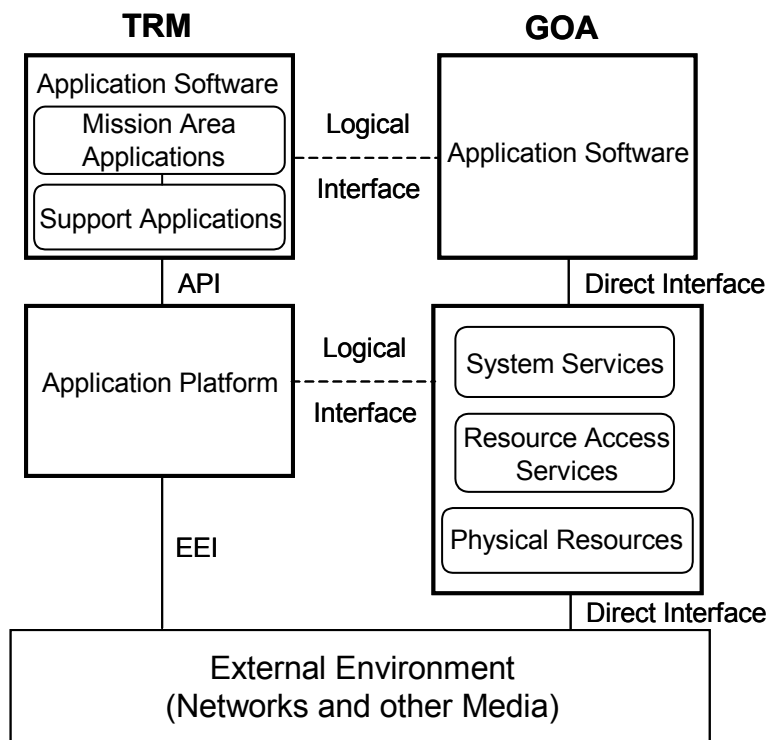 TRM
GOA
Application Software
Mission Area
Applications
Support Applications
Logical
Interface
Application Software
API
Direct Interface
Application Platform
Logical
Interface
System Services
Resource Access
Services
Physical Resources
EEI
Direct Interface
External Environment
(Networks and other Media)